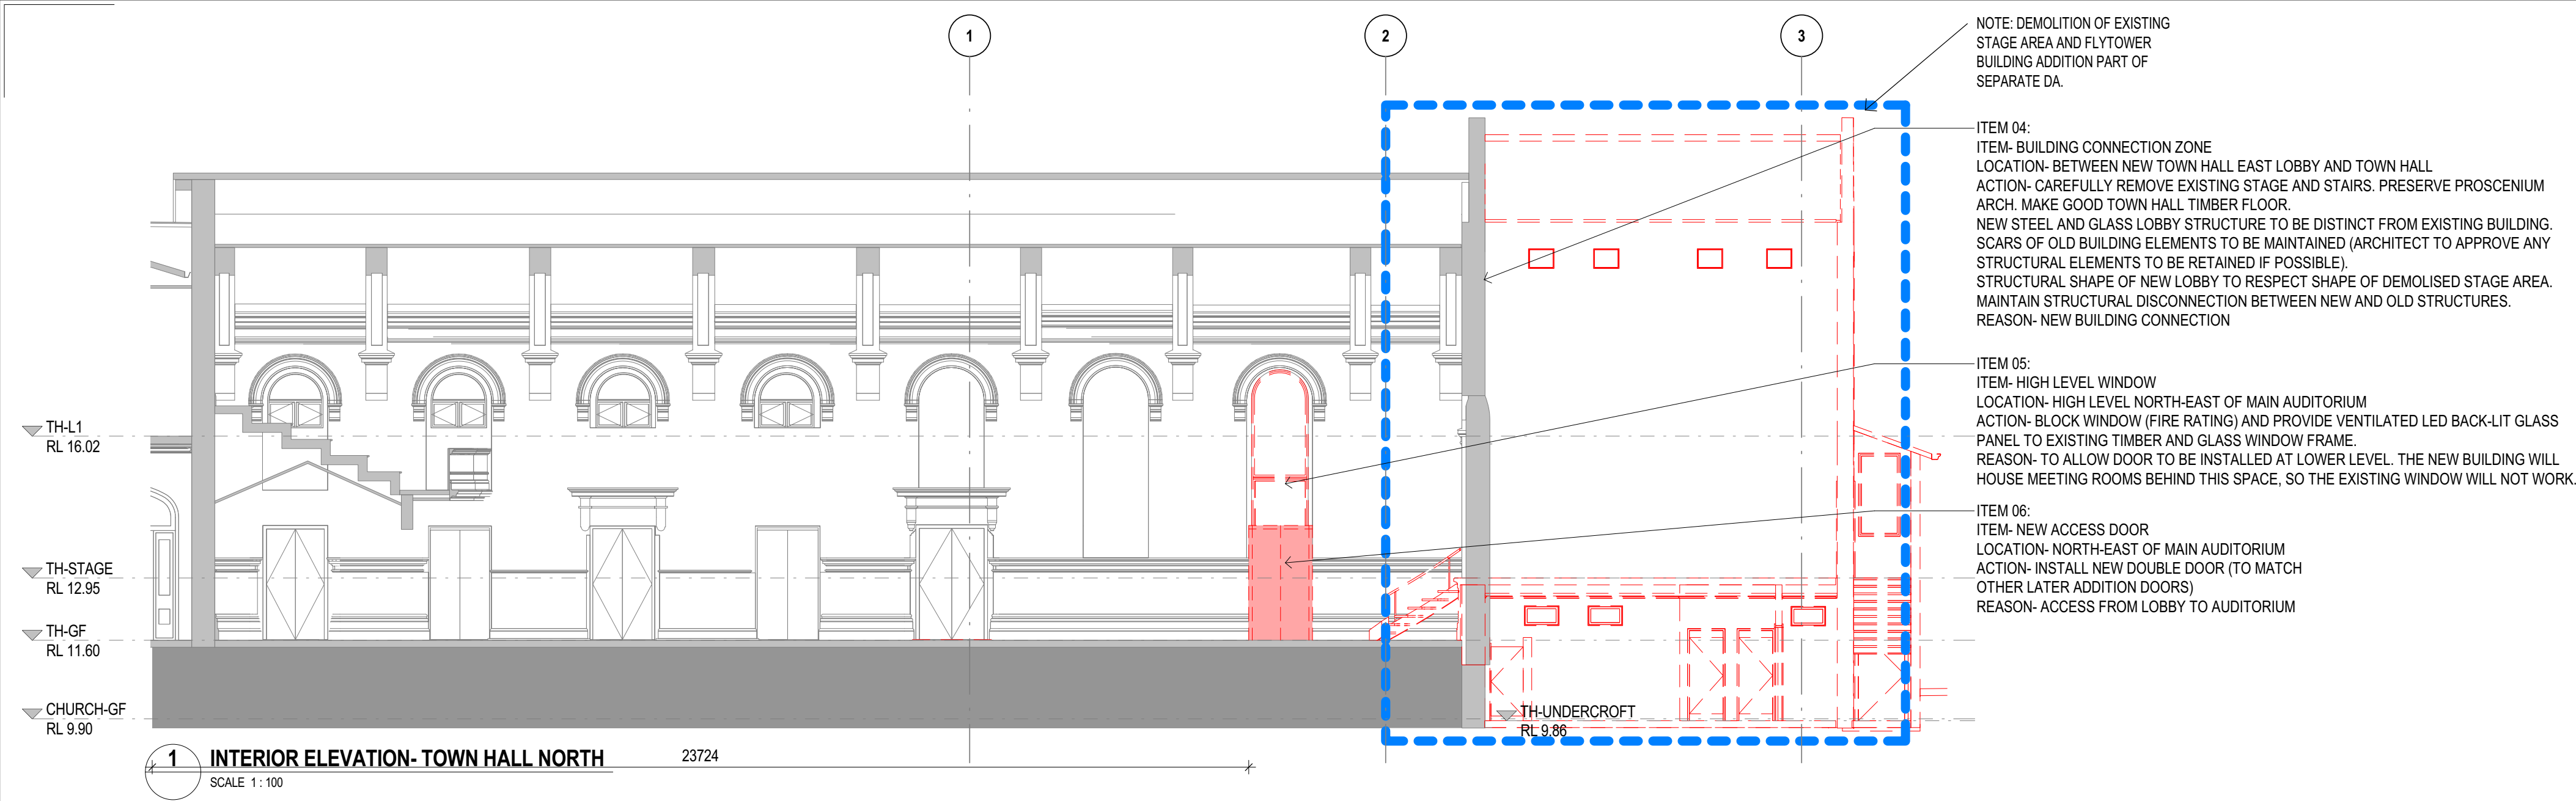 1
2
3
NOTE: DEMOLITION OF EXISTING
STAGE AREA AND FLYTOWER
BUILDING ADDITION PART OF
SEPARATE DA.
ITEM 04:
ITEM- BUILDING CONNECTION ZONE
LOCATION- BETWEEN NEW TOWN HALL EAST LOBBY AND TOWN HALL
ACTION- CAREFULLY REMOVE EXISTING STAGE AND STAIRS. PRESERVE PROSCENIUM
ARCH. MAKE GOOD TOWN HALL TIMBER FLOOR.
NEW STEEL AND GLASS LOBBY STRUCTURE TO BE DISTINCT FROM EXISTING BUILDING.
SCARS OF OLD BUILDING ELEMENTS TO BE MAINTAINED (ARCHITECT TO APPROVE ANY
STRUCTURAL ELEMENTS TO BE RETAINED IF POSSIBLE).
STRUCTURAL SHAPE OF NEW LOBBY TO RESPECT SHAPE OF DEMOLISED STAGE AREA.
MAINTAIN STRUCTURAL DISCONNECTION BETWEEN NEW AND OLD STRUCTURES.
REASON- NEW BUILDING CONNECTION
ITEM 05:
ITEM- HIGH LEVEL WINDOW
LOCATION- HIGH LEVEL NORTH-EAST OF MAIN AUDITORIUM
ACTION- BLOCK WINDOW (FIRE RATING) AND PROVIDE VENTILATED LED BACK-LIT GLASS
PANEL TO EXISTING TIMBER AND GLASS WINDOW FRAME.
REASON- TO ALLOW DOOR TO BE INSTALLED AT LOWER LEVEL. THE NEW BUILDING WILL
HOUSE MEETING ROOMS BEHIND THIS SPACE, SO THE EXISTING WINDOW WILL NOT WORK.
ITEM 06:
ITEM- NEW ACCESS DOOR
LOCATION- NORTH-EAST OF MAIN AUDITORIUM
ACTION- INSTALL NEW DOUBLE DOOR (TO MATCH
OTHER LATER ADDITION DOORS)
REASON- ACCESS FROM LOBBY TO AUDITORIUM
TH-L1
RL 16.02
TH-STAGE
RL 12.95
TH-GF
RL 11.60
CHURCH-GF
RL 9.90
TH-UNDERCROFT
RL 9.86
1 INTERIOR ELEVATION- TOWN HALL NORTH
SCALE 1 : 100
23724